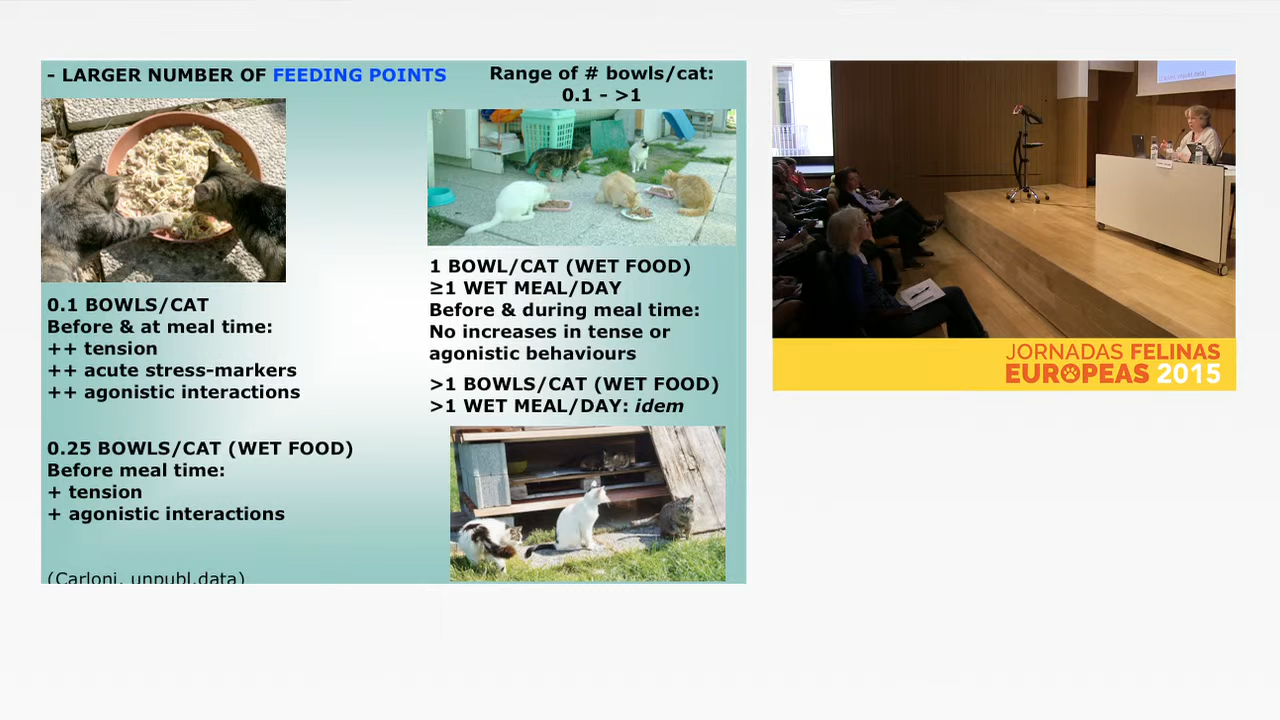 - LARGER NUMBER OF FEEDING POINTS
Range of # bowls/cat:
0.1 - >1
0.1 BOWLS/CAT
Before & at meal time:
++ tension
++ acute stress-markers
++ agonistic interactions
0.25 BOWLS/CAT (WET FOOD)
Before meal time:
+ tension
+ agonistic interactions
(Carloni, unpubl.data)
1 BOWL/CAT (WET FOOD)
≥1 WET MEAL/DAY
Before & during meal time:
No increases in tense or
agonistic behaviours
>1 BOWLS/CAT (WET FOOD)
>1 WET MEAL/DAY: idem
JORNADAS FELINAS
EUROPEAS 2015